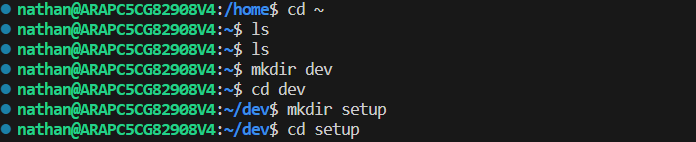 nathan@ARAPC5CG82908V4:/home$ cd ~
nathan@ARAPC5CG82908V4:~$ ls
nathan@ARAPC5CG82908V4:~$ ls
nathan@ARAPC5CG82908V4:~$ mkdir dev
nathan@ARAPC5CG82908V4:~$ cd dev
nathan@ARAPC5CG82908V4:~/dev$ mkdir setup
nathan@ARAPC5CG82908V4:~/dev$ cd setup